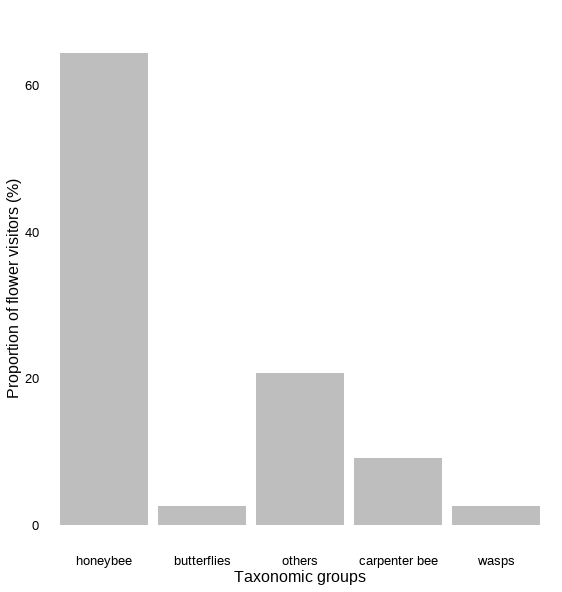 Proportion of flower visitors (%)
60
40
20
0
honeybee butterflies others carpenter bee wasps
Taxonomic groups